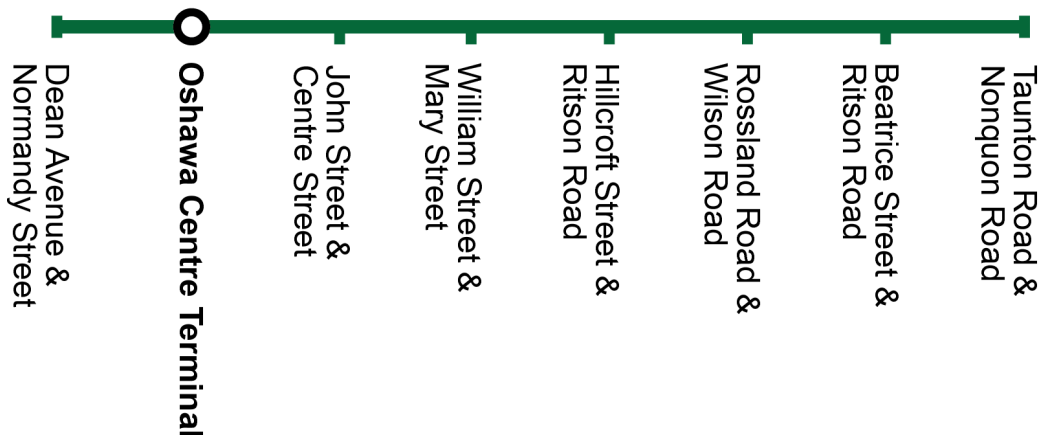 Dean Avenue &
Normandy Street
Oshawa Centre Terminal
John Street &
Centre Street
William Street &
Mary Street
Hillcroft Street &
Ritson Road
Rossland Road &
Wilson Road
Beatrice Street &
Ritson Road
Taunton Road &
Nonquon Road